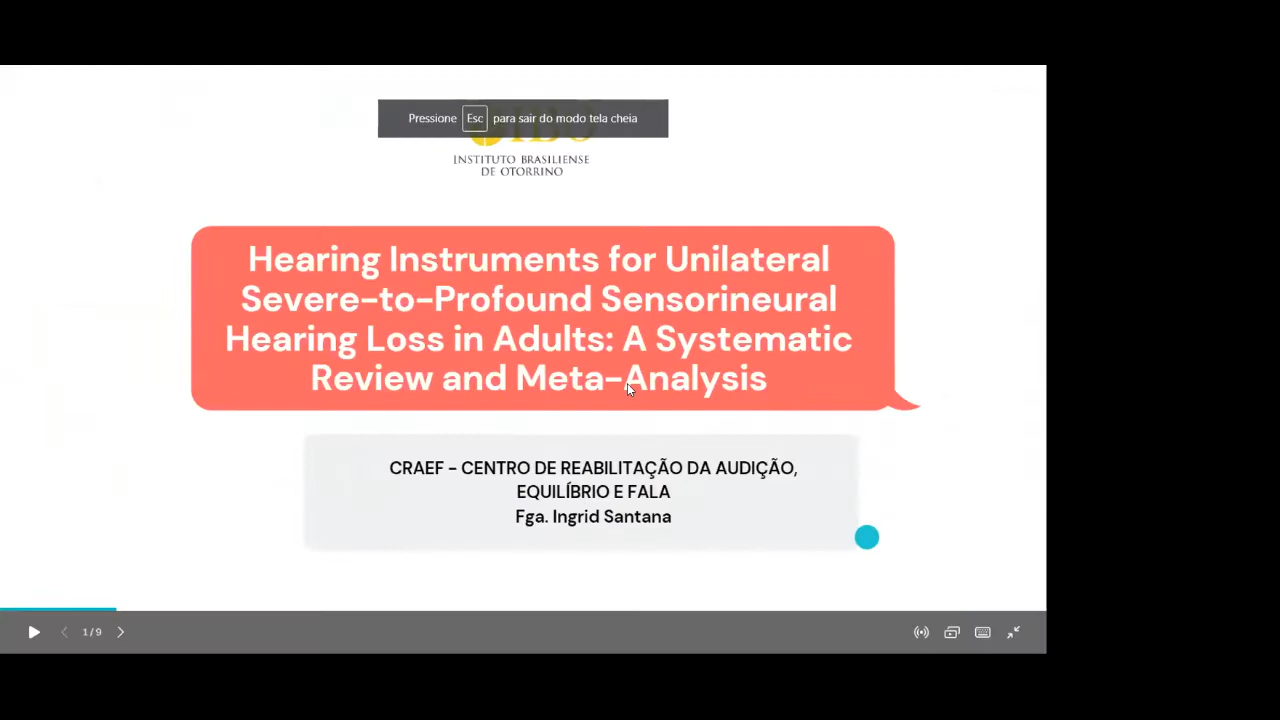 Pressione Esc para sair do modo tela cheia
INSTITUTO BRASILIENSE
DE OTORRINO
Hearing Instruments for Unilateral
Severe-to-Profound Sensorineural
Hearing Loss in Adults: A Systematic
Review and Meta-Analysis
CRAEF - CENTRO DE REABILITAÇÃO DA AUDIÇÃO,
EQUILÍBRIO E FALA
Fga. Ingrid Santana
1/9